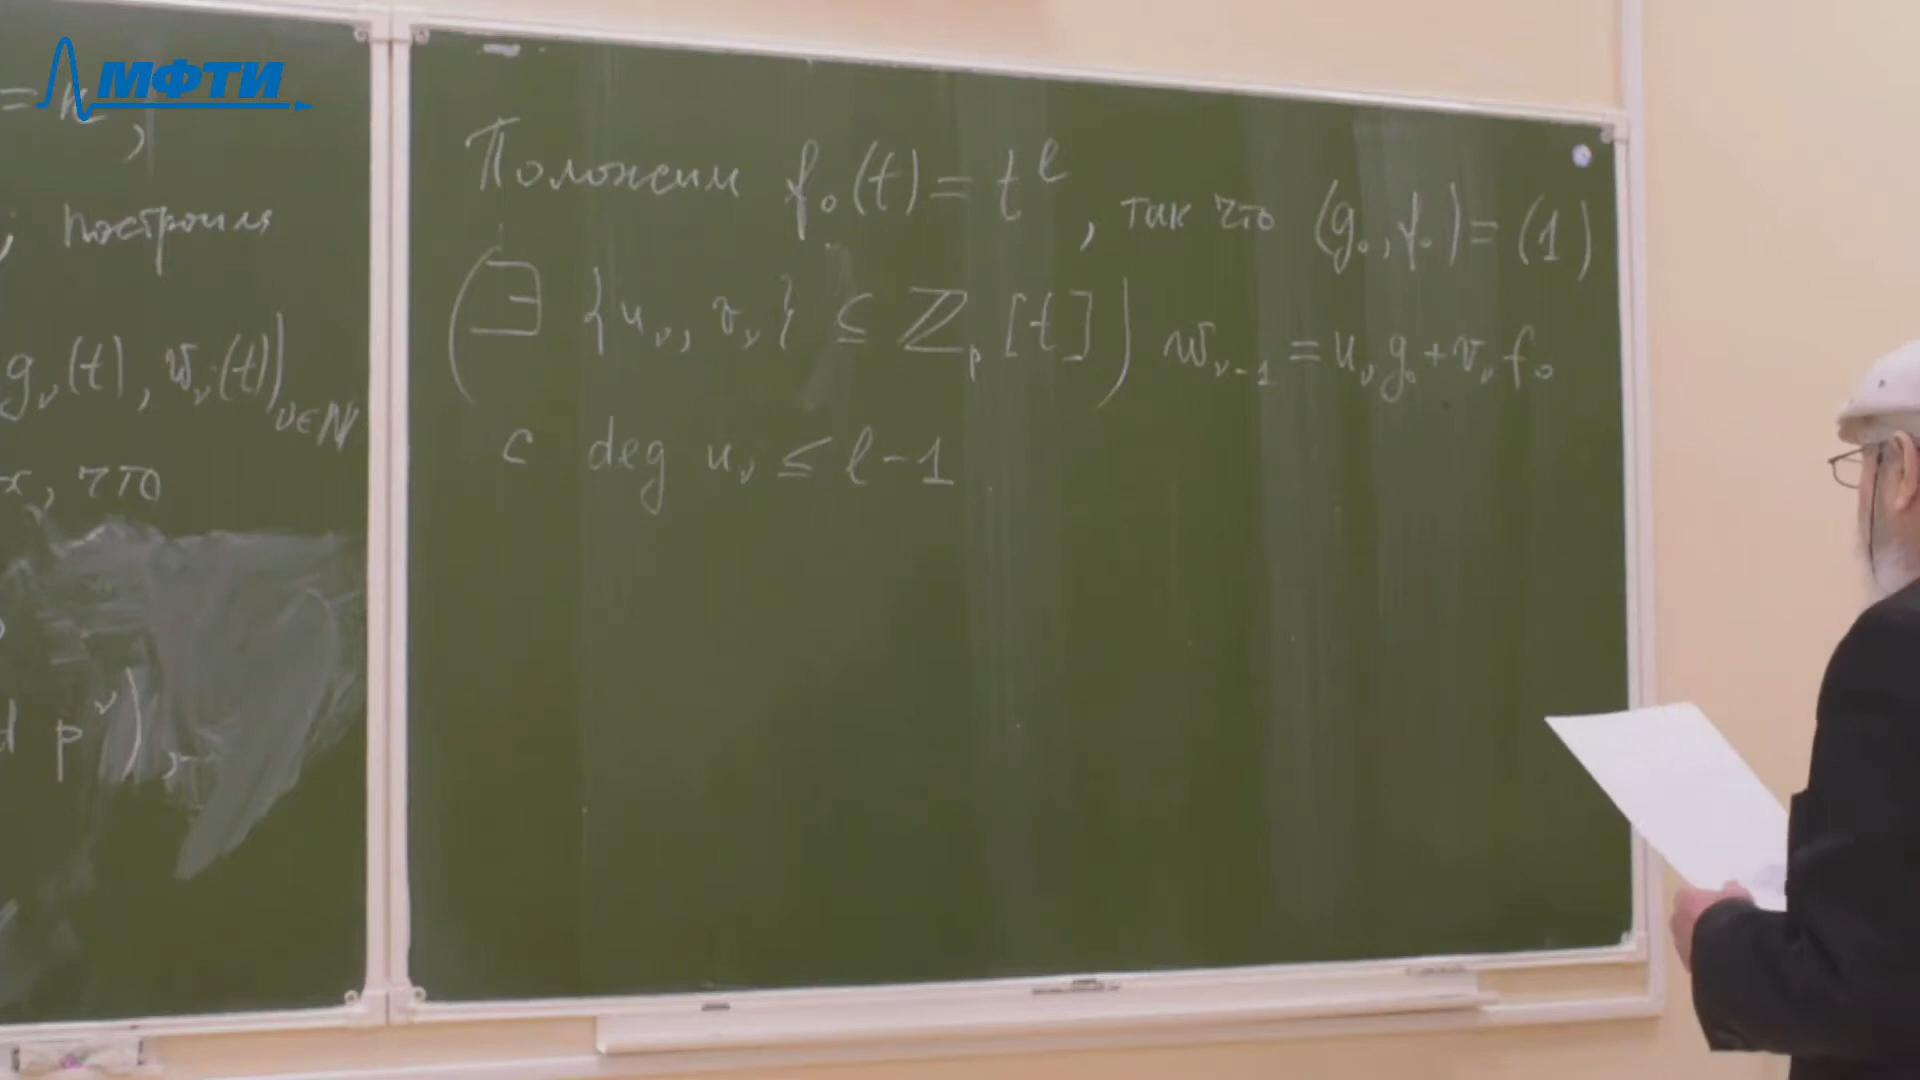 МФТИ
= n,
; построим
g_ν(t), w_ν(t))_{ν∈ℕ}
x, что
d p^ν),
Положим f₀(t) = t^l, так что (g₀, f₀) = (1)
(∃ {u_ν, v_ν} ⊆ ℤ_p [t]) w_{ν-1} = u_ν g₀ + v_ν f₀
с deg u_ν ≤ l - 1